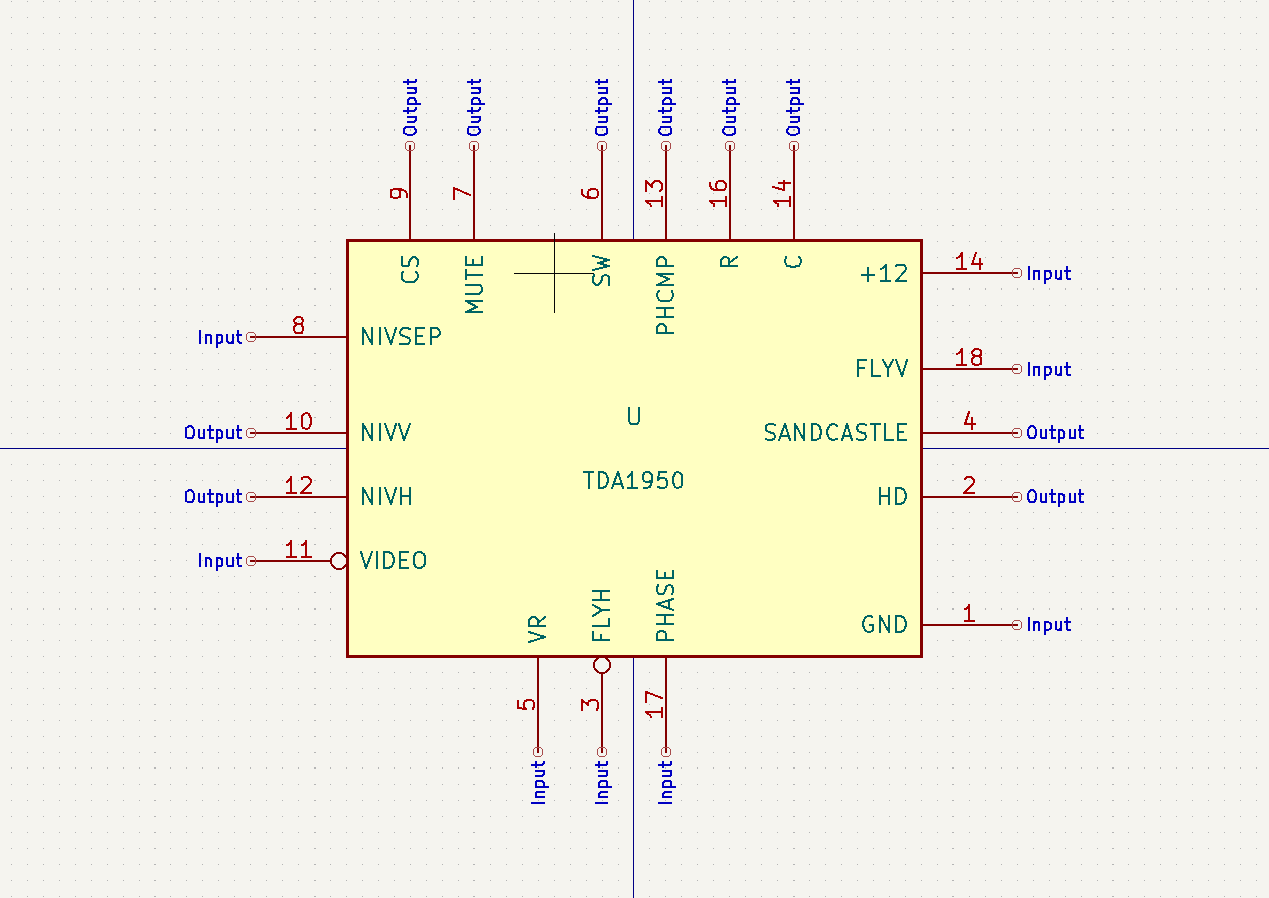 Output
Output
Output
Output
Output
Output
9
7
6
13
16
14
CS
MUTE
SW
PHCMP
R
C
+12
14
Input
Input
8
NIVSEP
FLYV
18
Input
U
Output
10
NIVV
SANDCASTLE
4
Output
TDA1950
Output
12
NIVH
HD
2
Output
Input
11
VIDEO
VR
FLYH
PHASE
GND
1
Input
5
3
17
Input
Input
Input